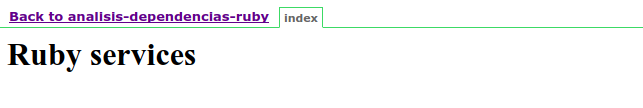 Back to analisis-dependencias-ruby index
Ruby services